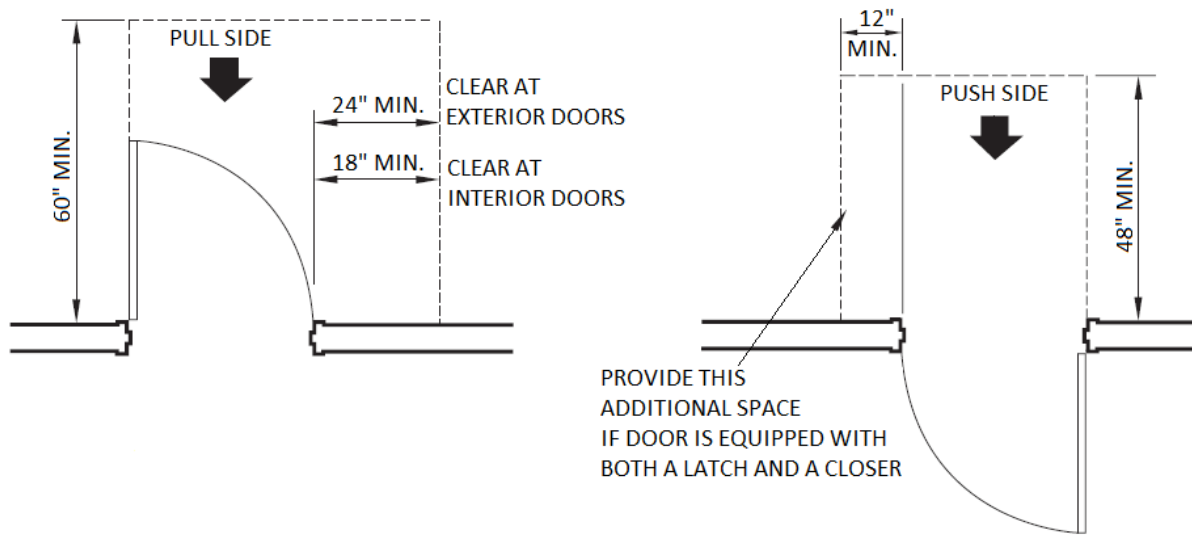 PULL SIDE
60" MIN.
24" MIN.
CLEAR AT
EXTERIOR DOORS
18" MIN.
CLEAR AT
INTERIOR DOORS
12"
MIN.
PUSH SIDE
48" MIN.
PROVIDE THIS
ADDITIONAL SPACE
IF DOOR IS EQUIPPED WITH
BOTH A LATCH AND A CLOSER